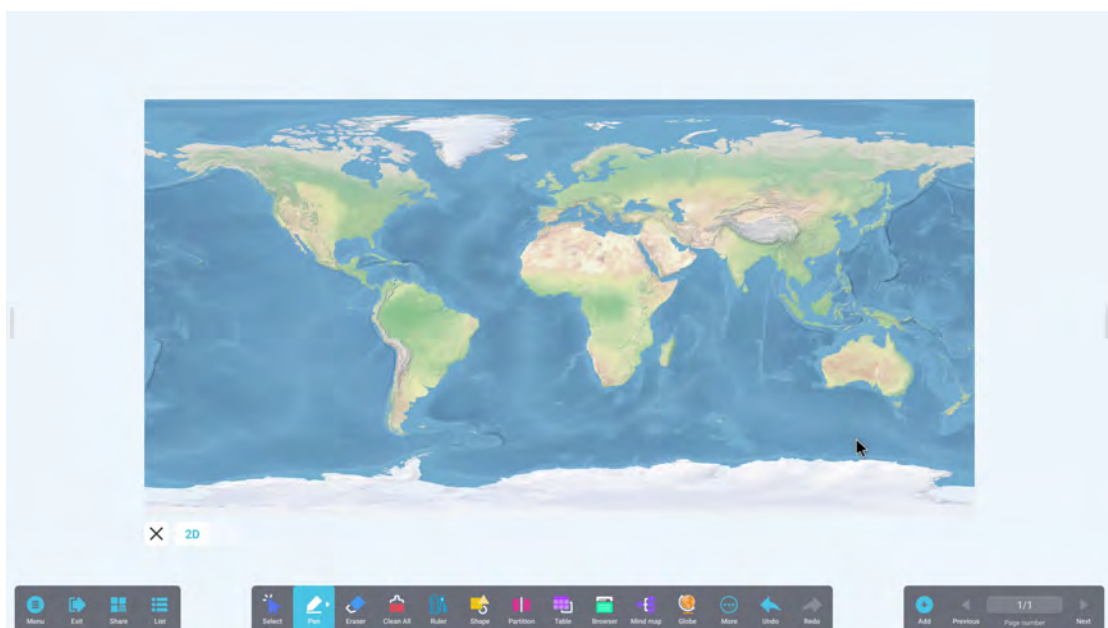 2D
Menu Exit Share List Select Pen Eraser Clean All Ruler Shape Partition Table Browser Mind map Globe More Undo Redo Add Previous 1/1 Page number Next